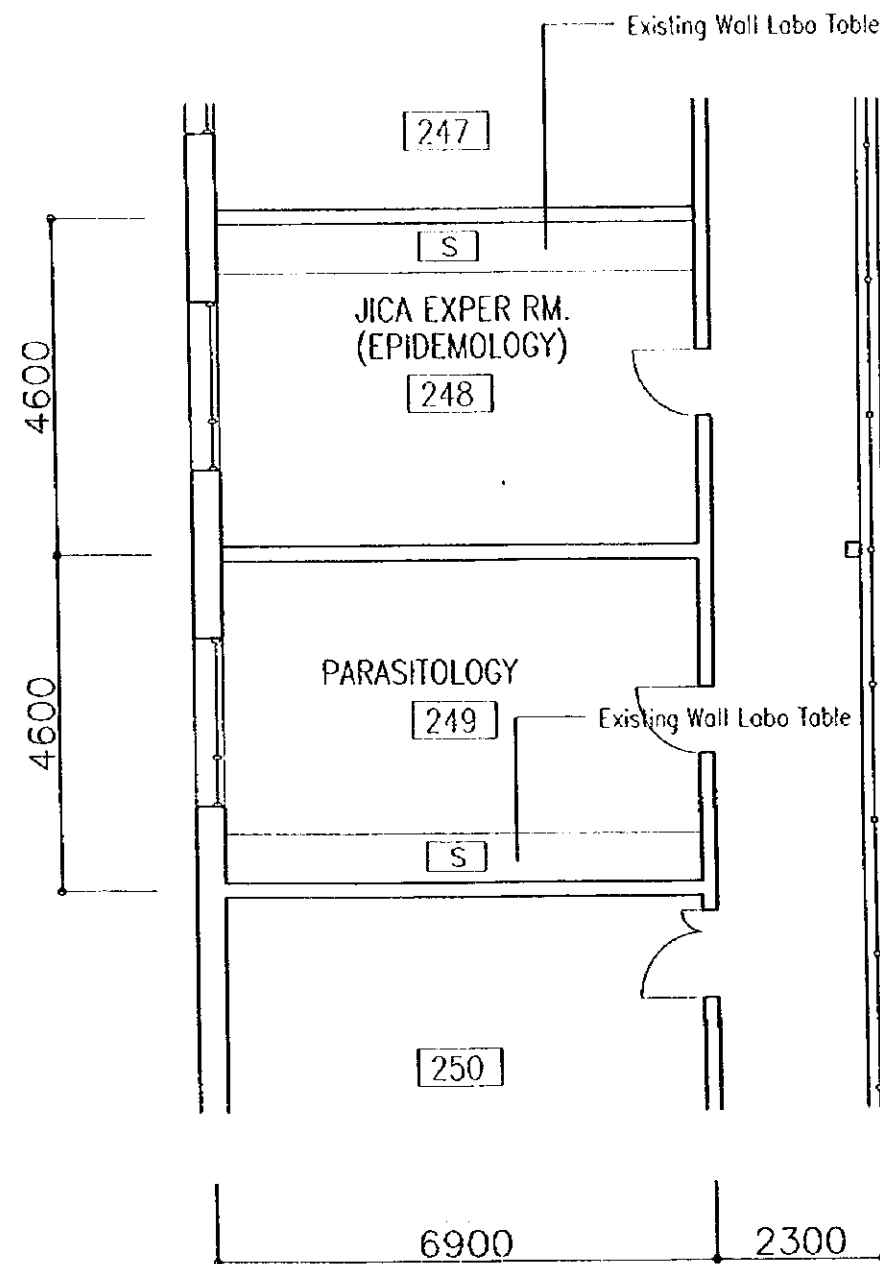 Existing Wall Labo Table
247
S
JICA EXPER RM.
(EPIDEMOLOGY)
248
4600
PARASITOLOGY
249
Existing Wall Labo Table
4600
S
250
6900
2300